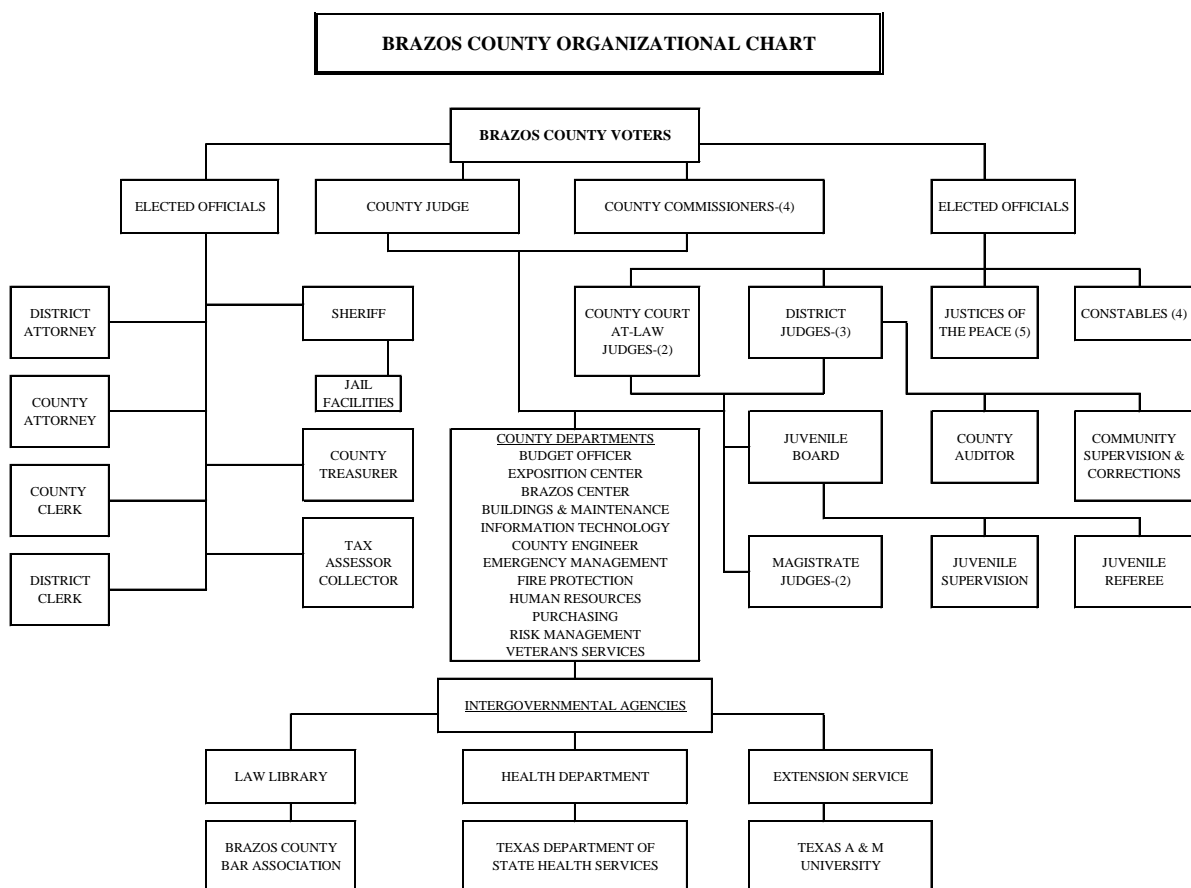 BRAZOS COUNTY ORGANIZATIONAL CHART
BRAZOS COUNTY VOTERS
ELECTED OFFICIALS
COUNTY JUDGE
COUNTY COMMISSIONERS-(4)
ELECTED OFFICIALS
DISTRICT
ATTORNEY
SHERIFF
COUNTY COURT
AT-LAW
JUDGES-(2)
DISTRICT
JUDGES-(3)
JUSTICES OF
THE PEACE (5)
CONSTABLES (4)
JAIL
FACILITIES
COUNTY
ATTORNEY
COUNTY
TREASURER
COUNTY DEPARTMENTS
BUDGET OFFICER
EXPOSITION CENTER
BRAZOS CENTER
BUILDINGS & MAINTENANCE
INFORMATION TECHNOLOGY
COUNTY ENGINEER
EMERGENCY MANAGEMENT
FIRE PROTECTION
HUMAN RESOURCES
PURCHASING
RISK MANAGEMENT
VETERAN'S SERVICES
JUVENILE
BOARD
COUNTY
AUDITOR
COMMUNITY
SUPERVISION &
CORRECTIONS
COUNTY
CLERK
TAX
ASSESSOR
COLLECTOR
MAGISTRATE
JUDGES-(2)
JUVENILE
SUPERVISION
JUVENILE
REFEREE
DISTRICT
CLERK
INTERGOVERNMENTAL AGENCIES
LAW LIBRARY
HEALTH DEPARTMENT
EXTENSION SERVICE
BRAZOS COUNTY
BAR ASSOCIATION
TEXAS DEPARTMENT OF
STATE HEALTH SERVICES
TEXAS A & M
UNIVERSITY